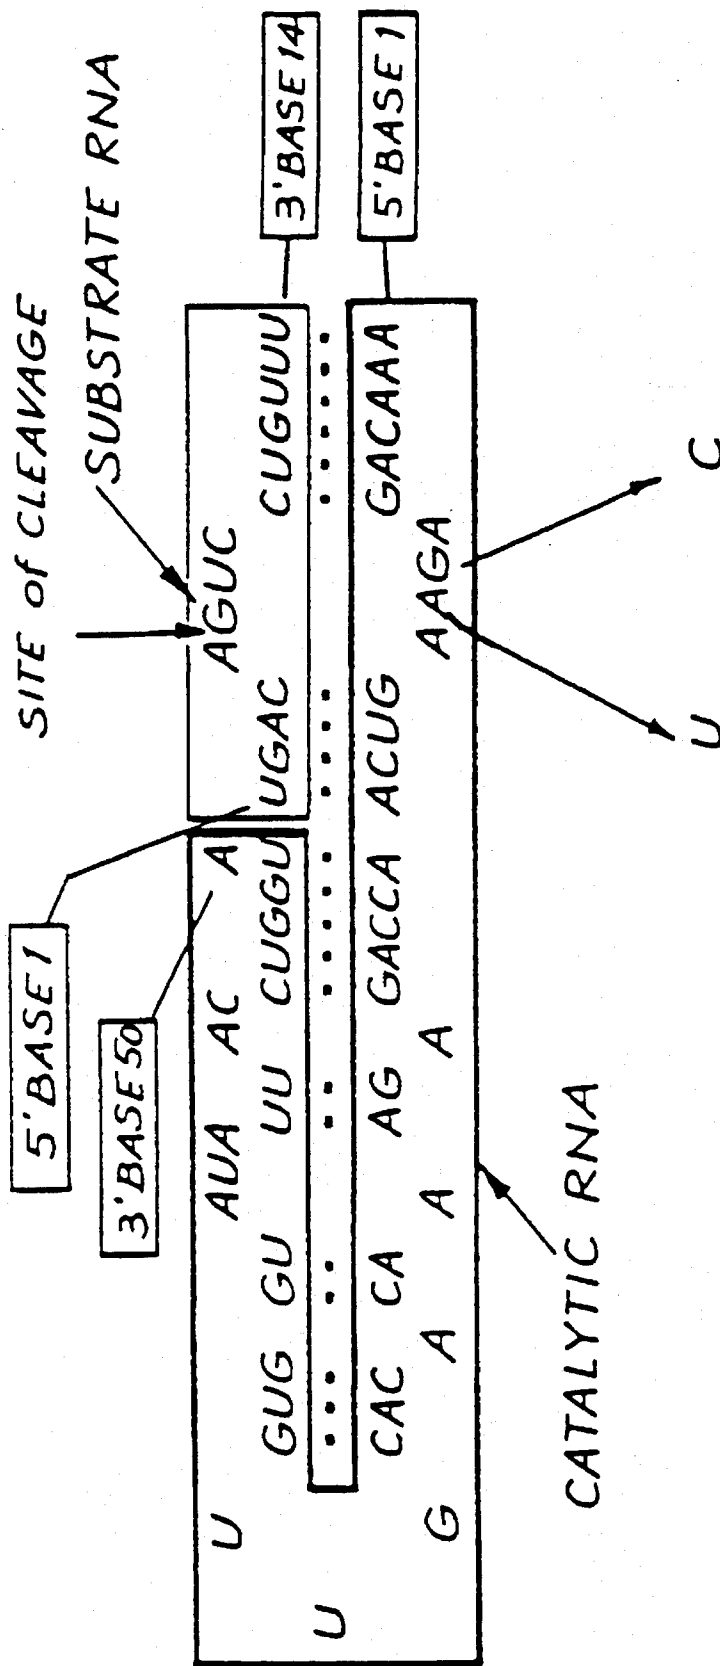 SITE of CLEAVAGE
SUBSTRATE RNA
5'BASE 1
3'BASE 50
3'BASE 14
5'BASE 1
U AUA AC A AGUC
GUG GU UU CUGGU UGAC CUGUUU
U
CAC CA AG GACCA ACUG GACAAA
G A A A A AGA
CATALYTIC RNA
U C